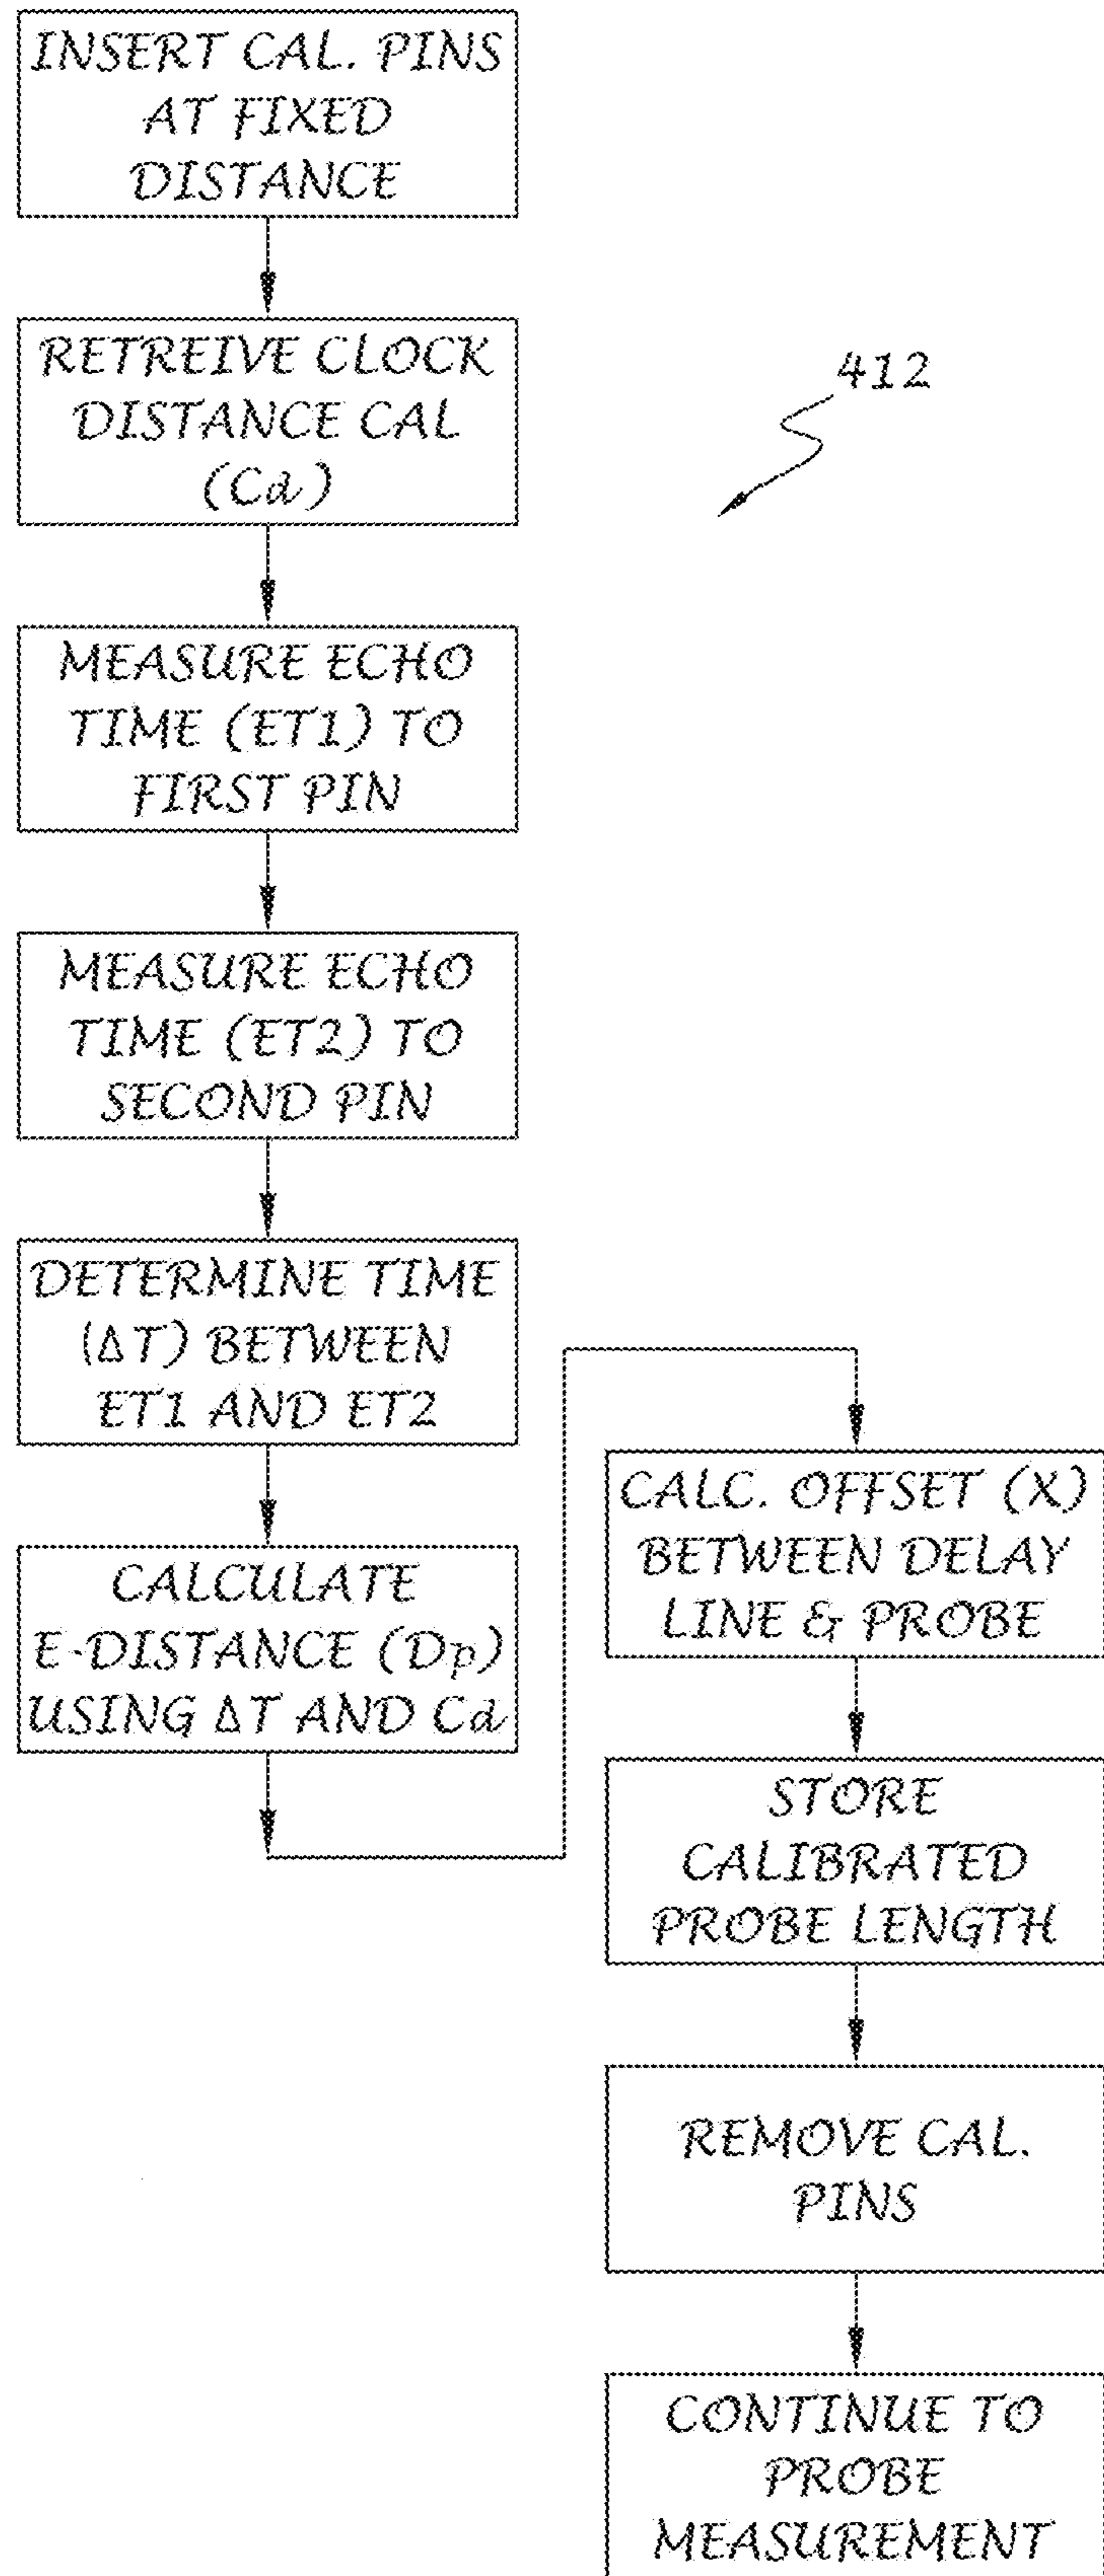 INSERT CAL. PINS
AT FIXED
DISTANCE
RETREIVE CLOCK
DISTANCE CAL
(Cd)
412
MEASURE ECHO
TIME (ET1) TO
FIRST PIN
MEASURE ECHO
TIME (ET2) TO
SECOND PIN
DETERMINE TIME
(ΔT) BETWEEN
ET1 AND ET2
CALCULATE
E-DISTANCE (Dp)
USING ΔT AND Cd
CALC. OFFSET (X)
BETWEEN DELAY
LINE & PROBE
STORE
CALIBRATED
PROBE LENGTH
REMOVE CAL.
PINS
CONTINUE TO
PROBE
MEASUREMENT